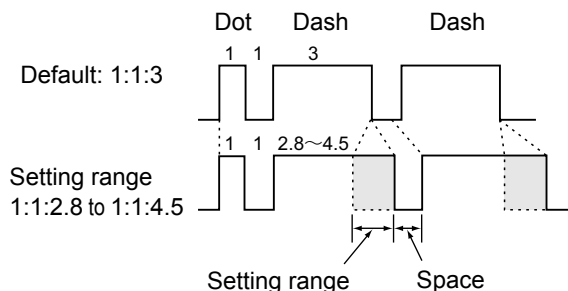 Dot Dash Dash
1 1 3
Default: 1:1:3
1 1 2.8～4.5
Setting range
1:1:2.8 to 1:1:4.5
Setting range Space